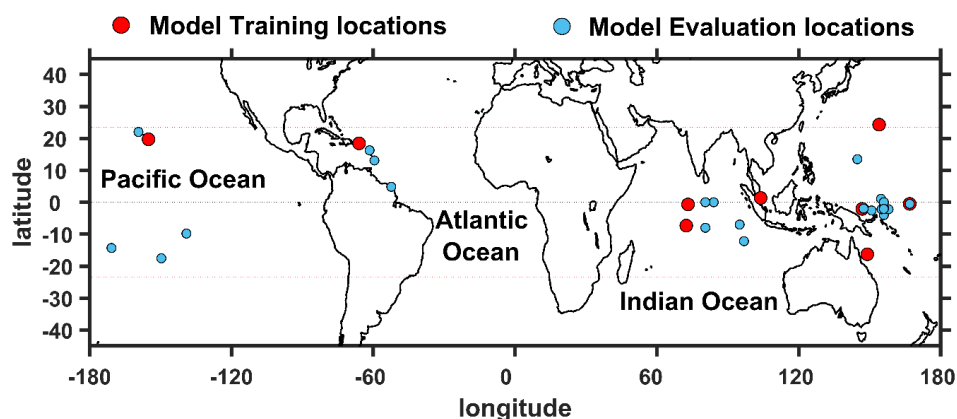 Model Training locations
Model Evaluation locations
latitude
40
30
20
10
0
-10
-20
-30
-40
Pacific Ocean
Atlantic
Ocean
Indian Ocean
-180
-120
-60
0
60
120
180
longitude